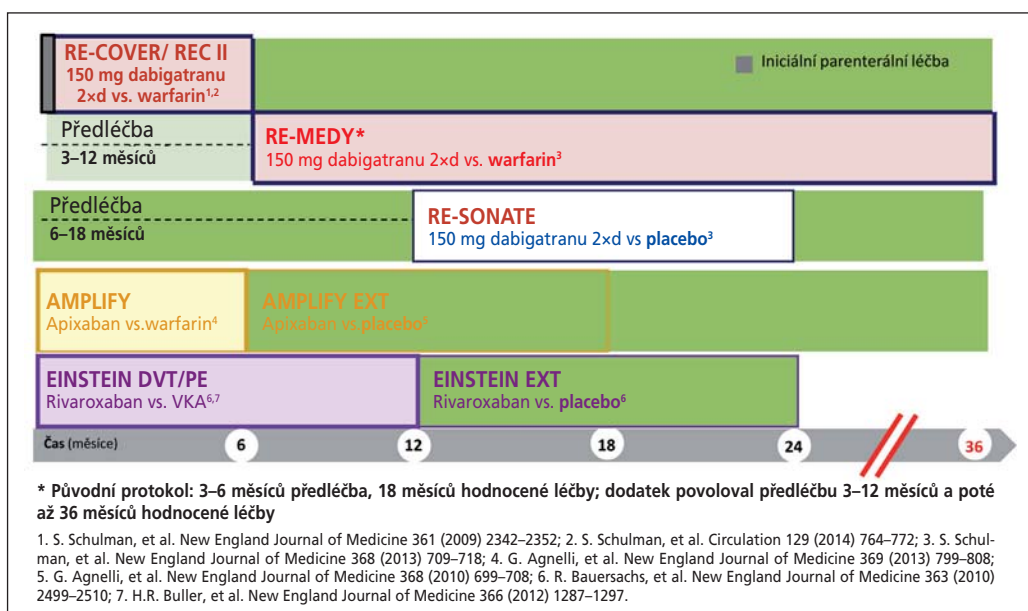 RE-COVER/ REC II
150 mg dabigatranu
2×d vs. warfarin1,2
Iniciální parenterální léčba
Předléčba
3–12 měsíců
RE-MEDY*
150 mg dabigatranu 2×d vs. warfarin3
Předléčba
6–18 měsíců
RE-SONATE
150 mg dabigatranu 2×d vs placebo3
AMPLIFY
Apixaban vs.warfarin4
AMPLIFY EXT
Apixaban vs.placebo5
EINSTEIN DVT/PE
Rivaroxaban vs. VKA6,7
EINSTEIN EXT
Rivaroxaban vs. placebo6
Čas (měsíce) 6 12 18 24 36
* Původní protokol: 3–6 měsíců předléčba, 18 měsíců hodnocené léčby; dodatek povoloval předléčbu 3–12 měsíců a poté
až 36 měsíců hodnocené léčby
1. S. Schulman, et al. New England Journal of Medicine 361 (2009) 2342–2352; 2. S. Schulman, et al. Circulation 129 (2014) 764–772; 3. S. Schul-
man, et al. New England Journal of Medicine 368 (2013) 709–718; 4. G. Agnelli, et al. New England Journal of Medicine 369 (2013) 799–808;
5. G. Agnelli, et al. New England Journal of Medicine 368 (2010) 699–708; 6. R. Bauersachs, et al. New England Journal of Medicine 363 (2010)
2499–2510; 7. H.R. Buller, et al. New England Journal of Medicine 366 (2012) 1287–1297.